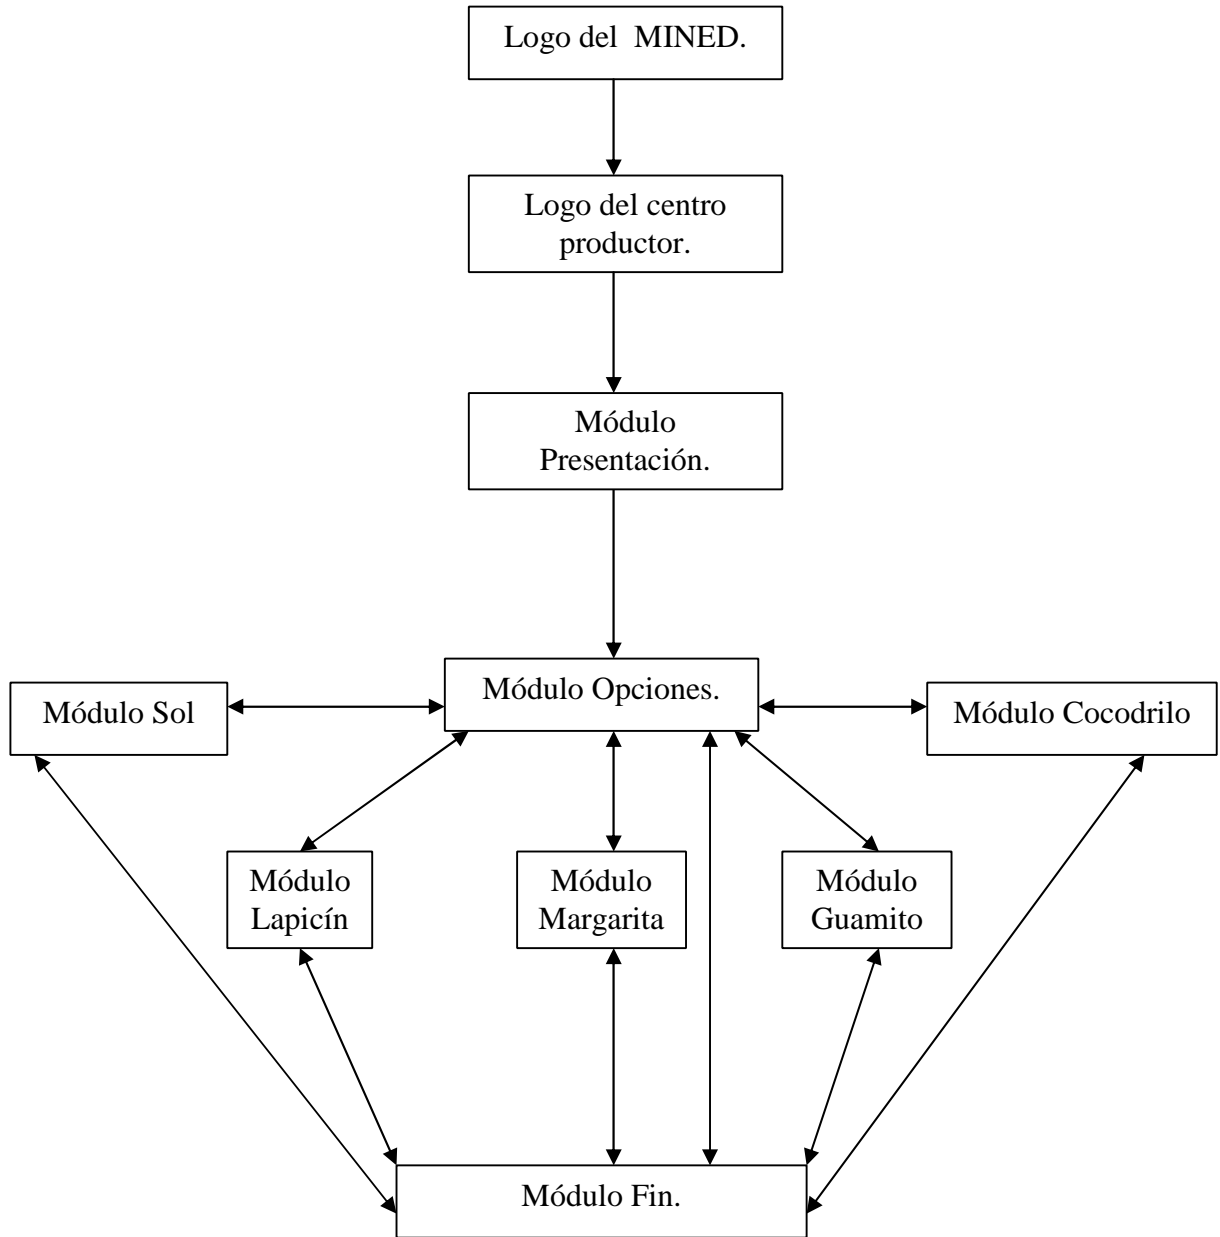 Logo del  MINED.
Logo del centro
productor.
Módulo
Presentación.
Módulo Opciones.
Módulo Sol
Módulo Cocodrilo
Módulo
Lapicín
Módulo
Margarita
Módulo
Guamito
Módulo Fin.